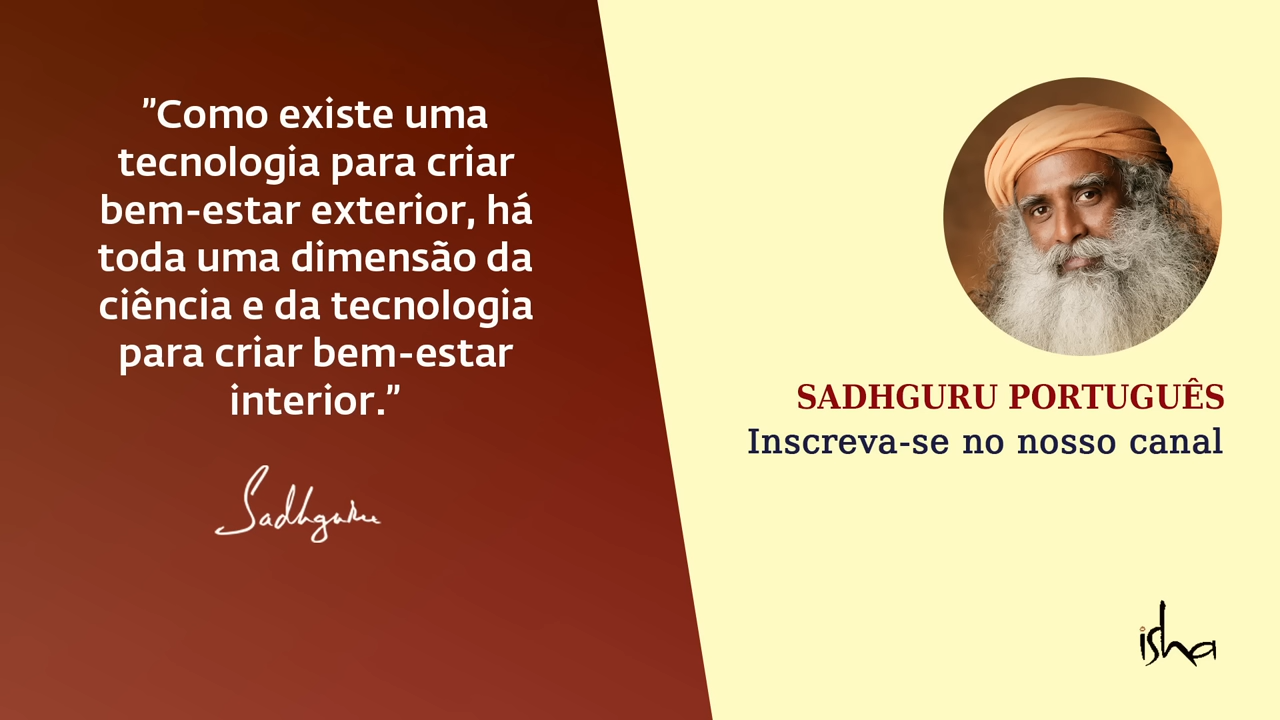 ”Como existe uma
tecnologia para criar
bem-estar exterior, há
toda uma dimensão da
ciência e da tecnologia
para criar bem-estar
interior.”
Sadhguru
SADHGURU PORTUGUÊS
Inscreva-se no nosso canal
isha